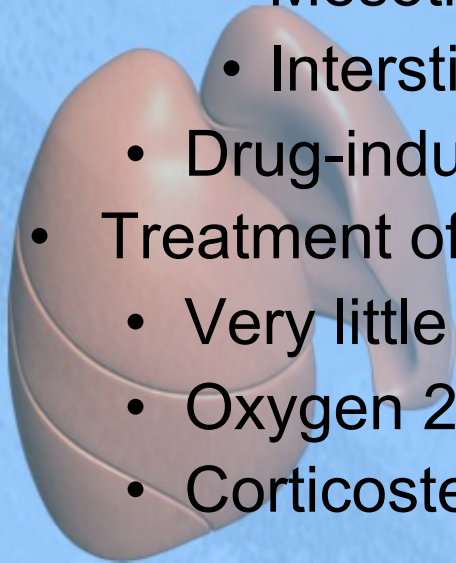 • Intersti
• Drug-indu
• Treatment of
• Very little
• Oxygen 2
• Corticoste